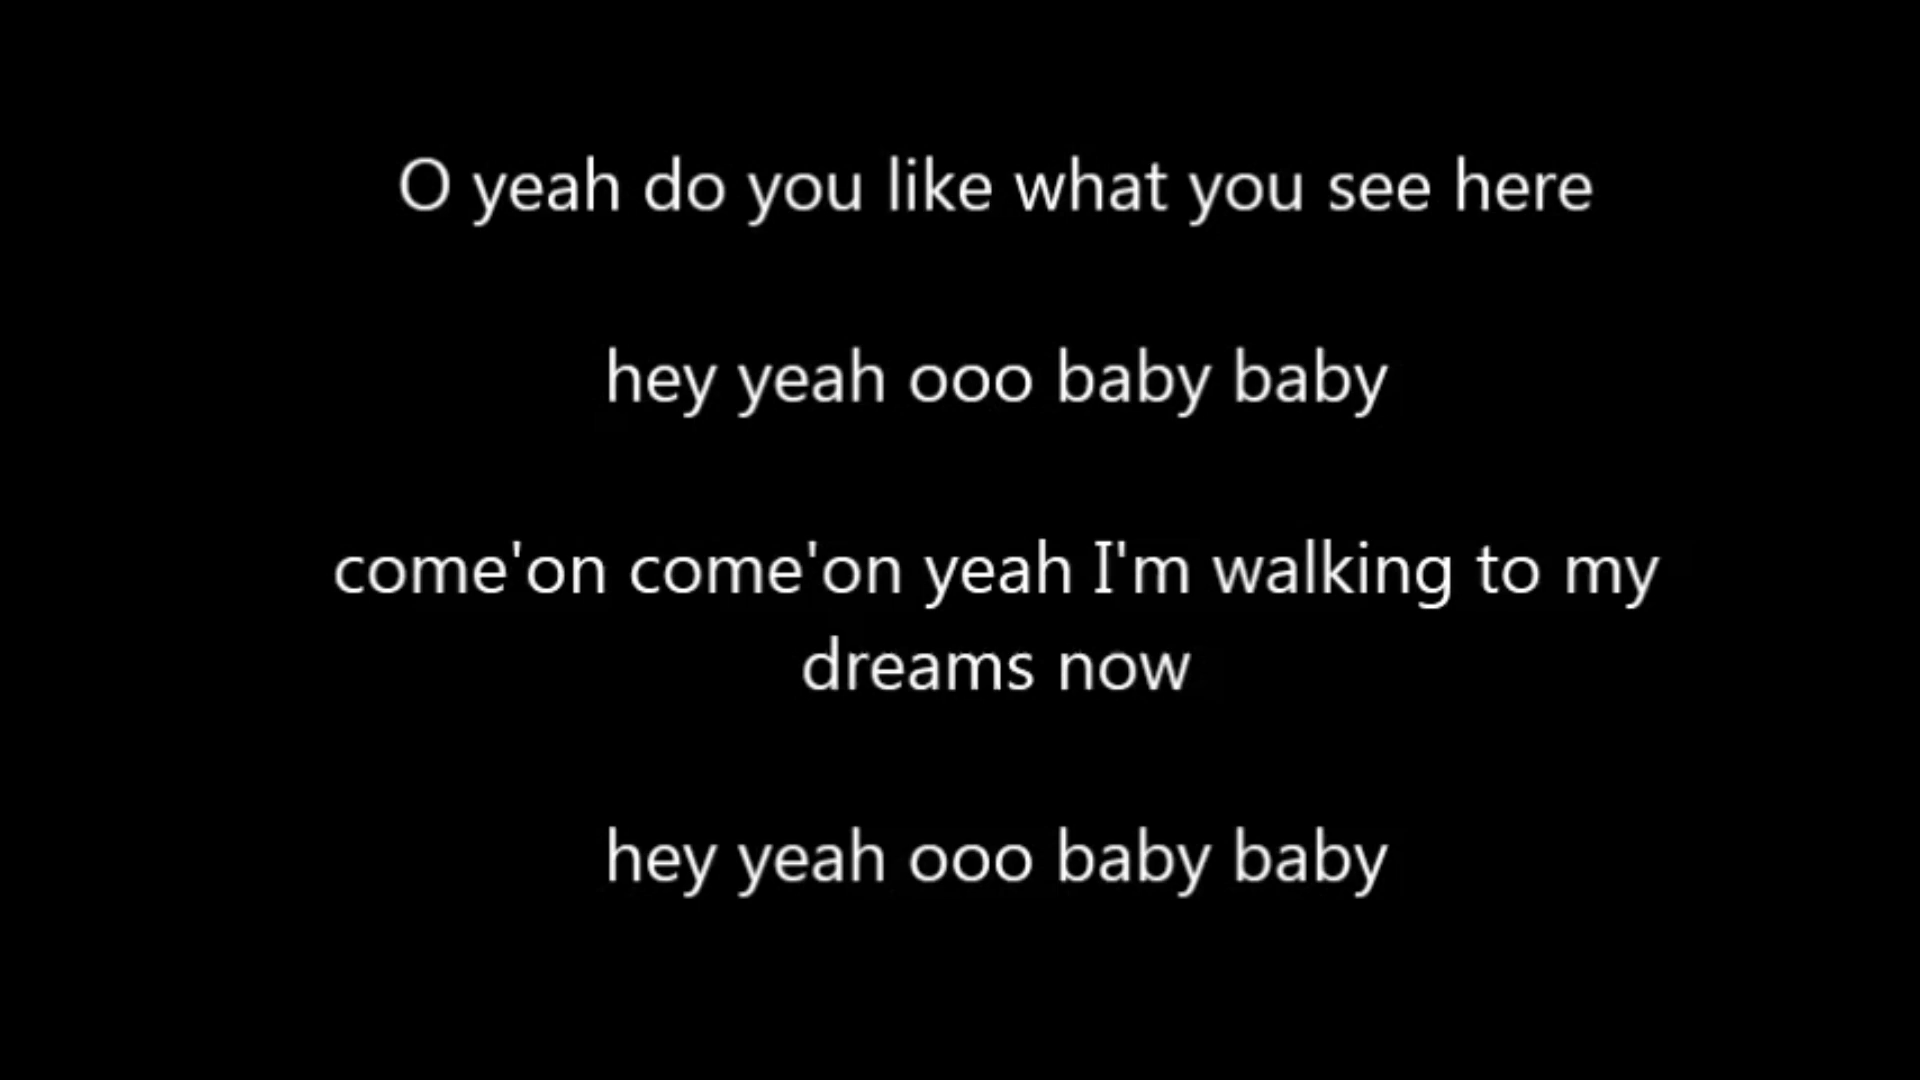 O yeah do you like what you see here
hey yeah ooo baby baby
come'on come'on yeah I'm walking to my
dreams now
hey yeah ooo baby baby